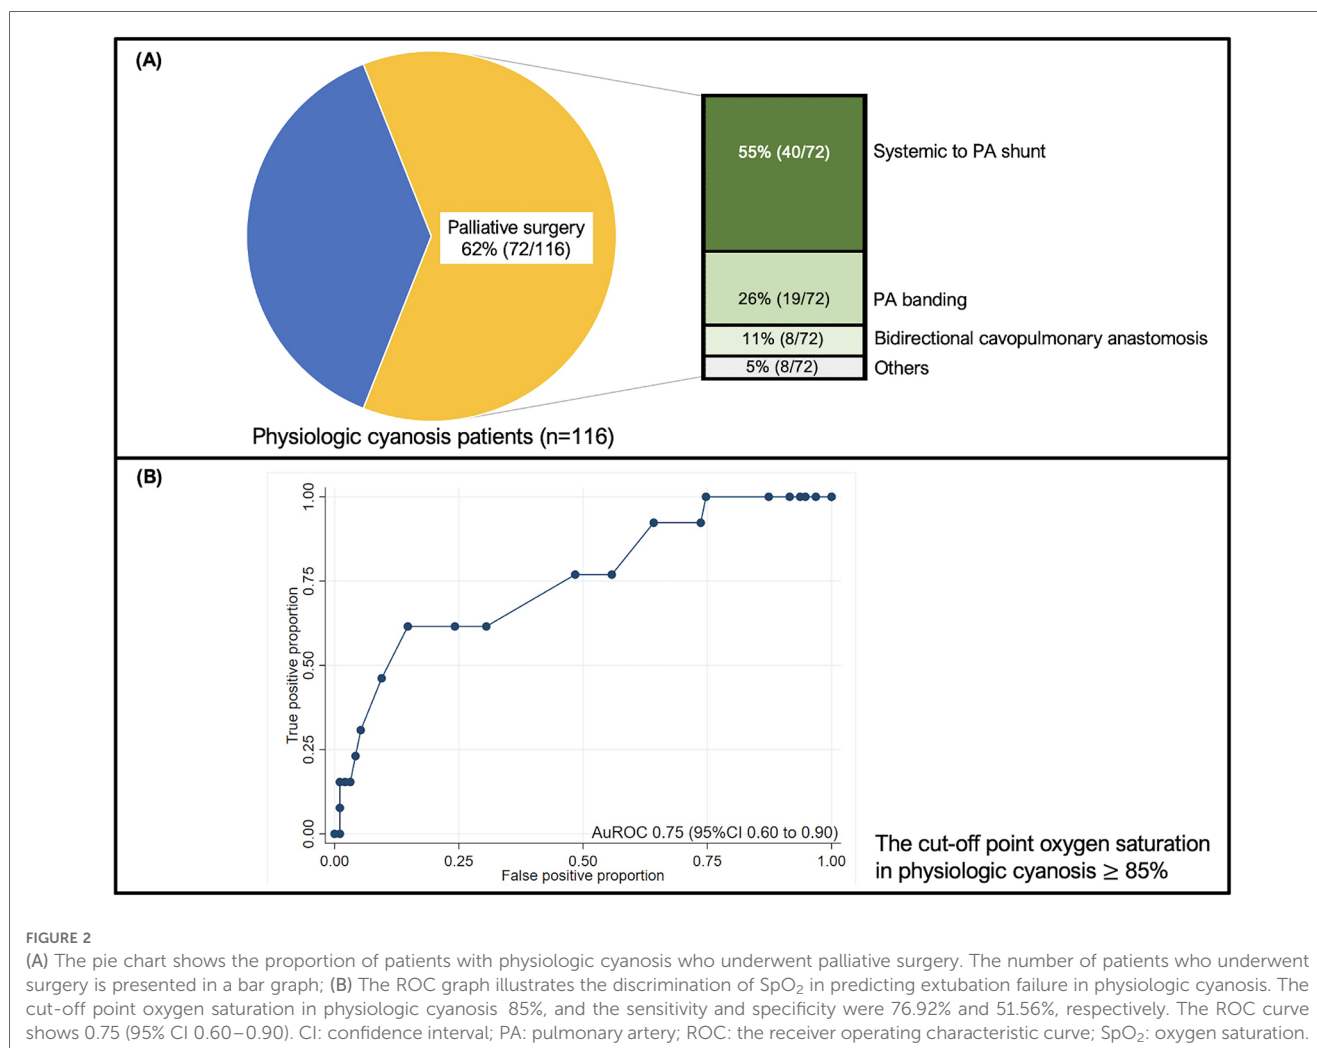 (A)
Palliative surgery
62% (72/116)
55% (40/72)
Systemic to PA shunt
26% (19/72)
PA banding
11% (8/72)
Bidirectional cavopulmonary anastomosis
5% (8/72)
Others
Physiologic cyanosis patients (n=116)
(B)
True positive proportion
1.00
0.75
0.50
0.25
0.00
AuROC 0.75 (95%CI 0.60 to 0.90)
0.00 0.25 0.50 0.75 1.00
False positive proportion
The cut-off point oxygen saturation
in physiologic cyanosis ≥ 85%
FIGURE 2
(A) The pie chart shows the proportion of patients with physiologic cyanosis who underwent palliative surgery. The number of patients who underwent
surgery is presented in a bar graph; (B) The ROC graph illustrates the discrimination of SpO₂ in predicting extubation failure in physiologic cyanosis. The
cut-off point oxygen saturation in physiologic cyanosis 85%, and the sensitivity and specificity were 76.92% and 51.56%, respectively. The ROC curve
shows 0.75 (95% CI 0.60–0.90). CI: confidence interval; PA: pulmonary artery; ROC: the receiver operating characteristic curve; SpO₂: oxygen saturation.